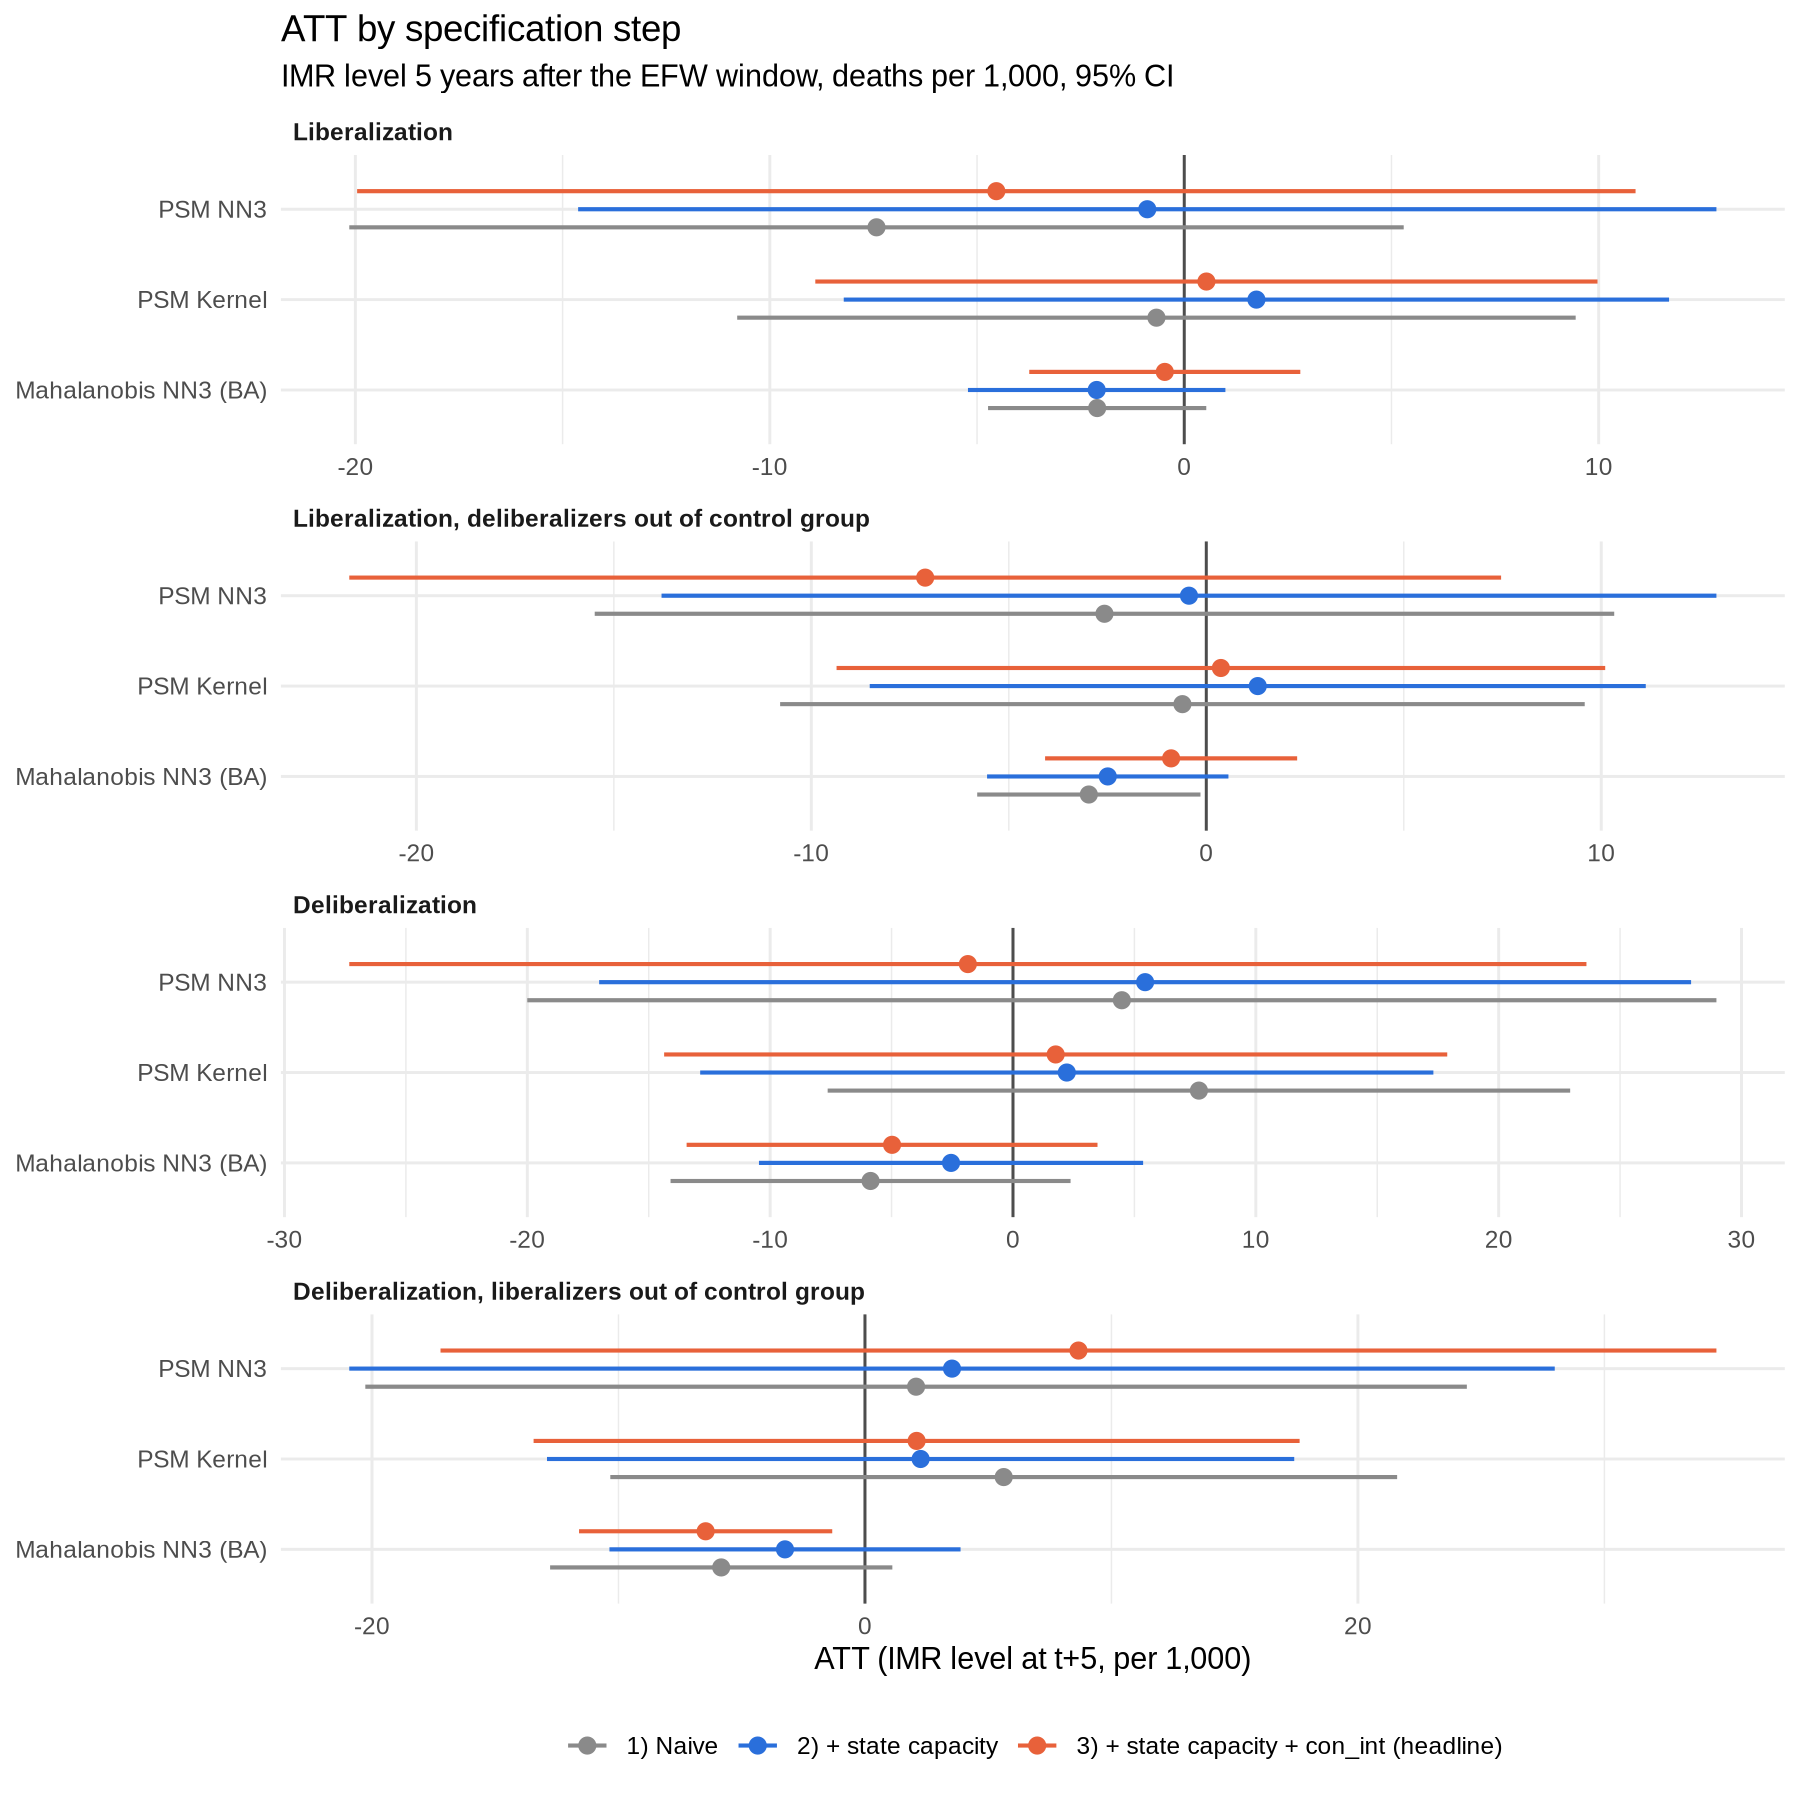 ATT by specification step
IMR level 5 years after the EFW window, deaths per 1,000, 95% CI
Liberalization
PSM NN3
PSM Kernel
Mahalanobis NN3 (BA)
-20 -10 0 10
Liberalization, deliberalizers out of control group
PSM NN3
PSM Kernel
Mahalanobis NN3 (BA)
-20 -10 0 10
Deliberalization
PSM NN3
PSM Kernel
Mahalanobis NN3 (BA)
-30 -20 -10 0 10 20 30
Deliberalization, liberalizers out of control group
PSM NN3
PSM Kernel
Mahalanobis NN3 (BA)
-20 0 20
ATT (IMR level at t+5, per 1,000)
1) Naive 2) + state capacity 3) + state capacity + con_int (headline)